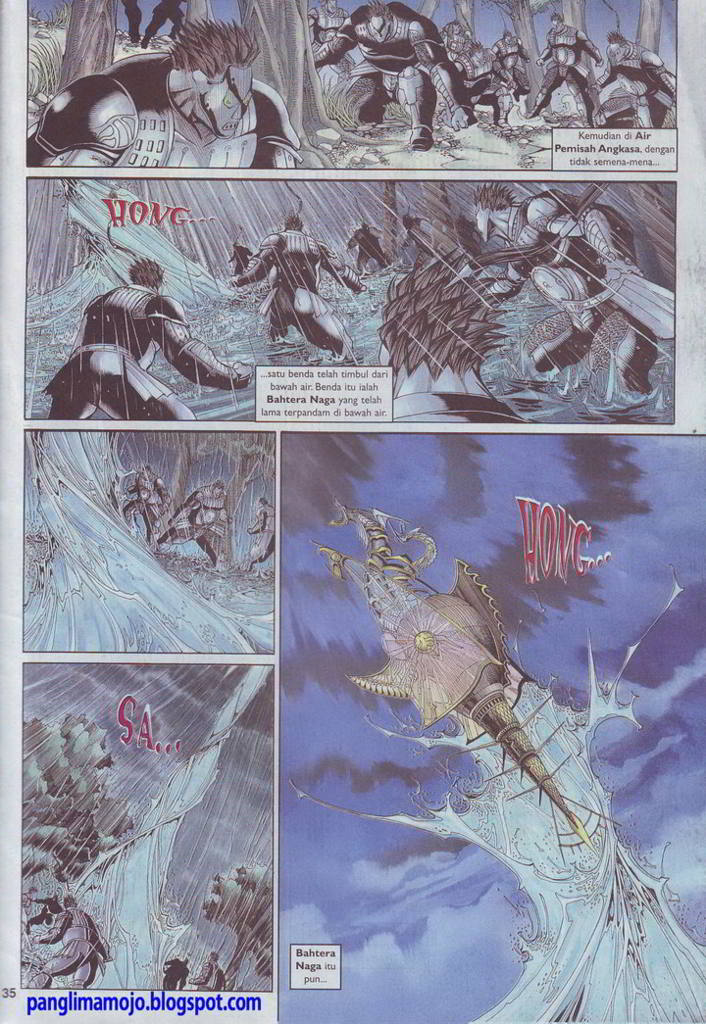 Kemudian di Air
Pemisah Angkasa, dengan
tidak semena-mena...
HONG...
...satu benda telah timbul dari
bawah air. Benda itu ialah
Bahtera Naga yang telah
lama terpandam di bawah air.
HONG...
SA...
Bahtera
Naga itu
pun...
35
panglimamojo.blogspot.com